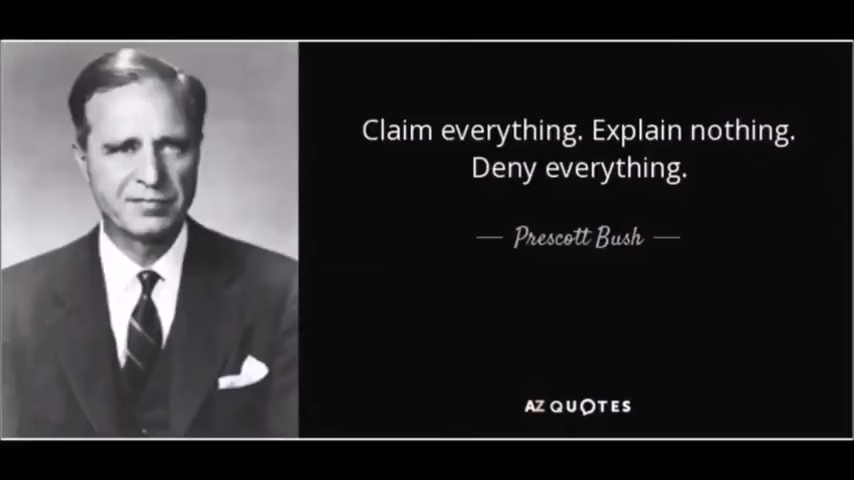 Claim everything. Explain nothing.
Deny everything.
— Prescott Bush —
AZ QUOTES